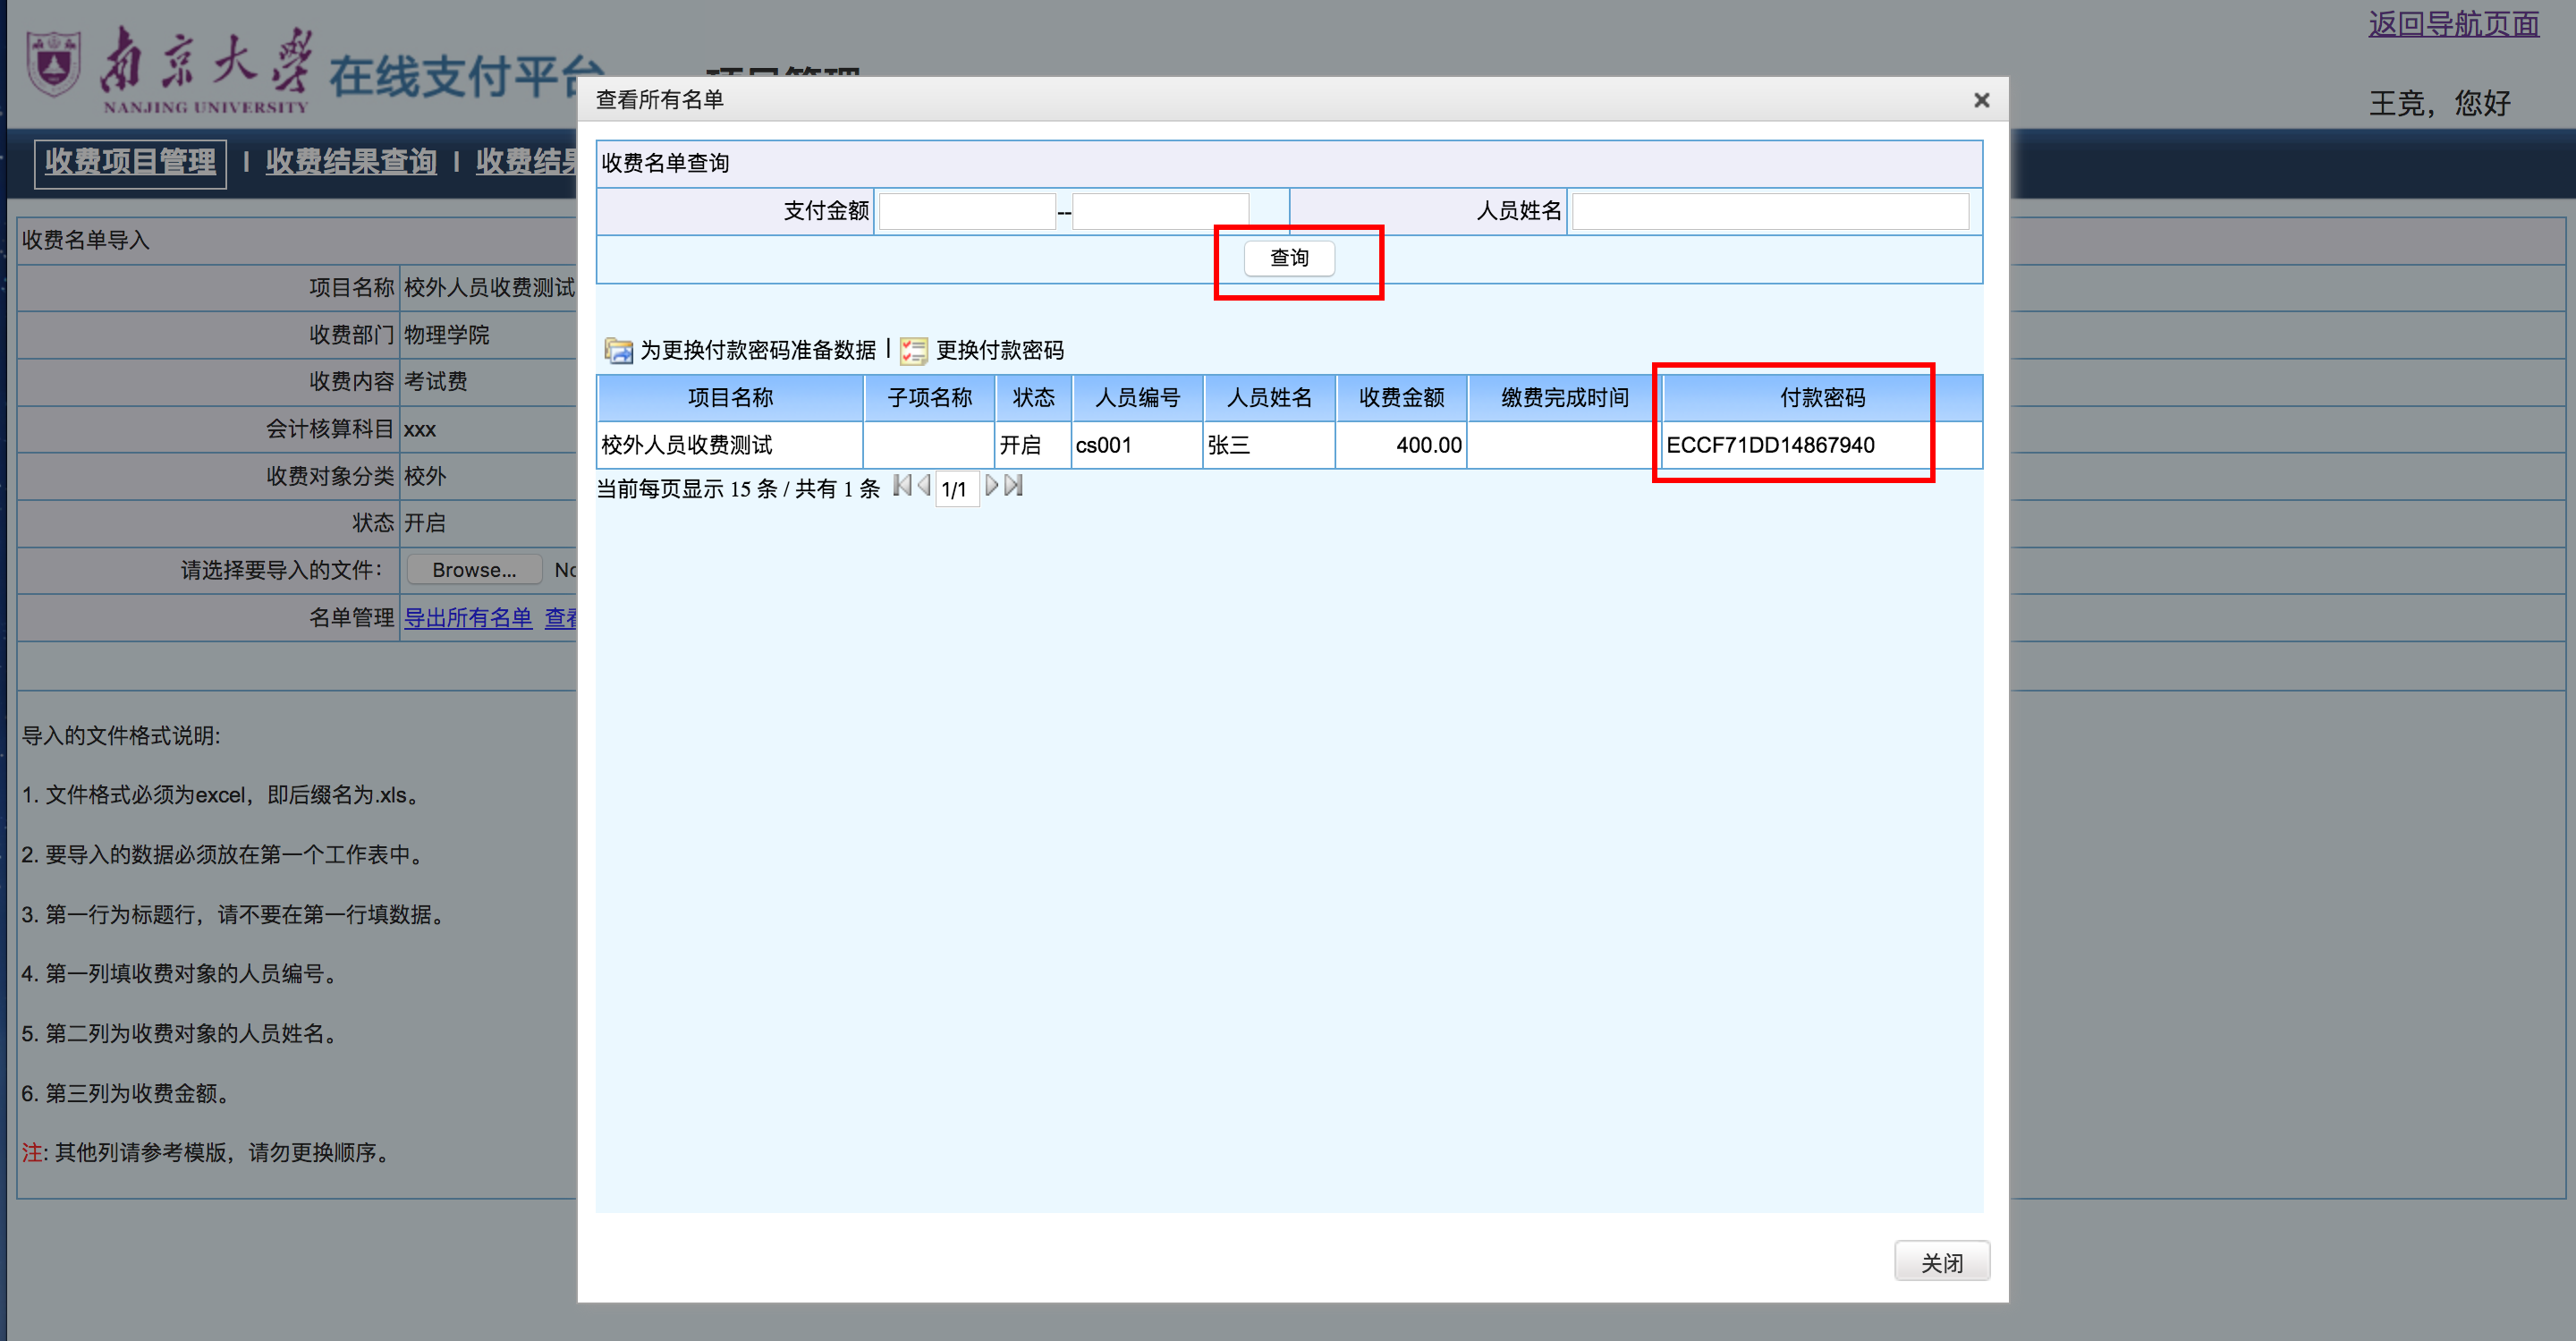 返回导航页面
南京大学 在线支付平台
NANJING UNIVERSITY
项目管理
王竞，您好
收费项目管理 | 收费结果查询 | 收费结果
收费名单导入
项目名称 校外人员收费测试
收费部门 物理学院
收费内容 考试费
会计核算科目 xxx
收费对象分类 校外
状态 开启
请选择要导入的文件： Browse... No
名单管理 导出所有名单 查看
导入的文件格式说明:
1. 文件格式必须为excel，即后缀名为.xls。
2. 要导入的数据必须放在第一个工作表中。
3. 第一行为标题行，请不要在第一行填数据。
4. 第一列填收费对象的人员编号。
5. 第二列为收费对象的人员姓名。
6. 第三列为收费金额。
注: 其他列请参考模版，请勿更换顺序。
查看所有名单
收费名单查询
支付金额 -- 人员姓名
查询
为更换付款密码准备数据 | 更换付款密码
项目名称 子项名称 状态 人员编号 人员姓名 收费金额 缴费完成时间 付款密码
校外人员收费测试 开启 cs001 张三 400.00 ECCF71DD14867940
当前每页显示 15 条 / 共有 1 条 1/1
关闭